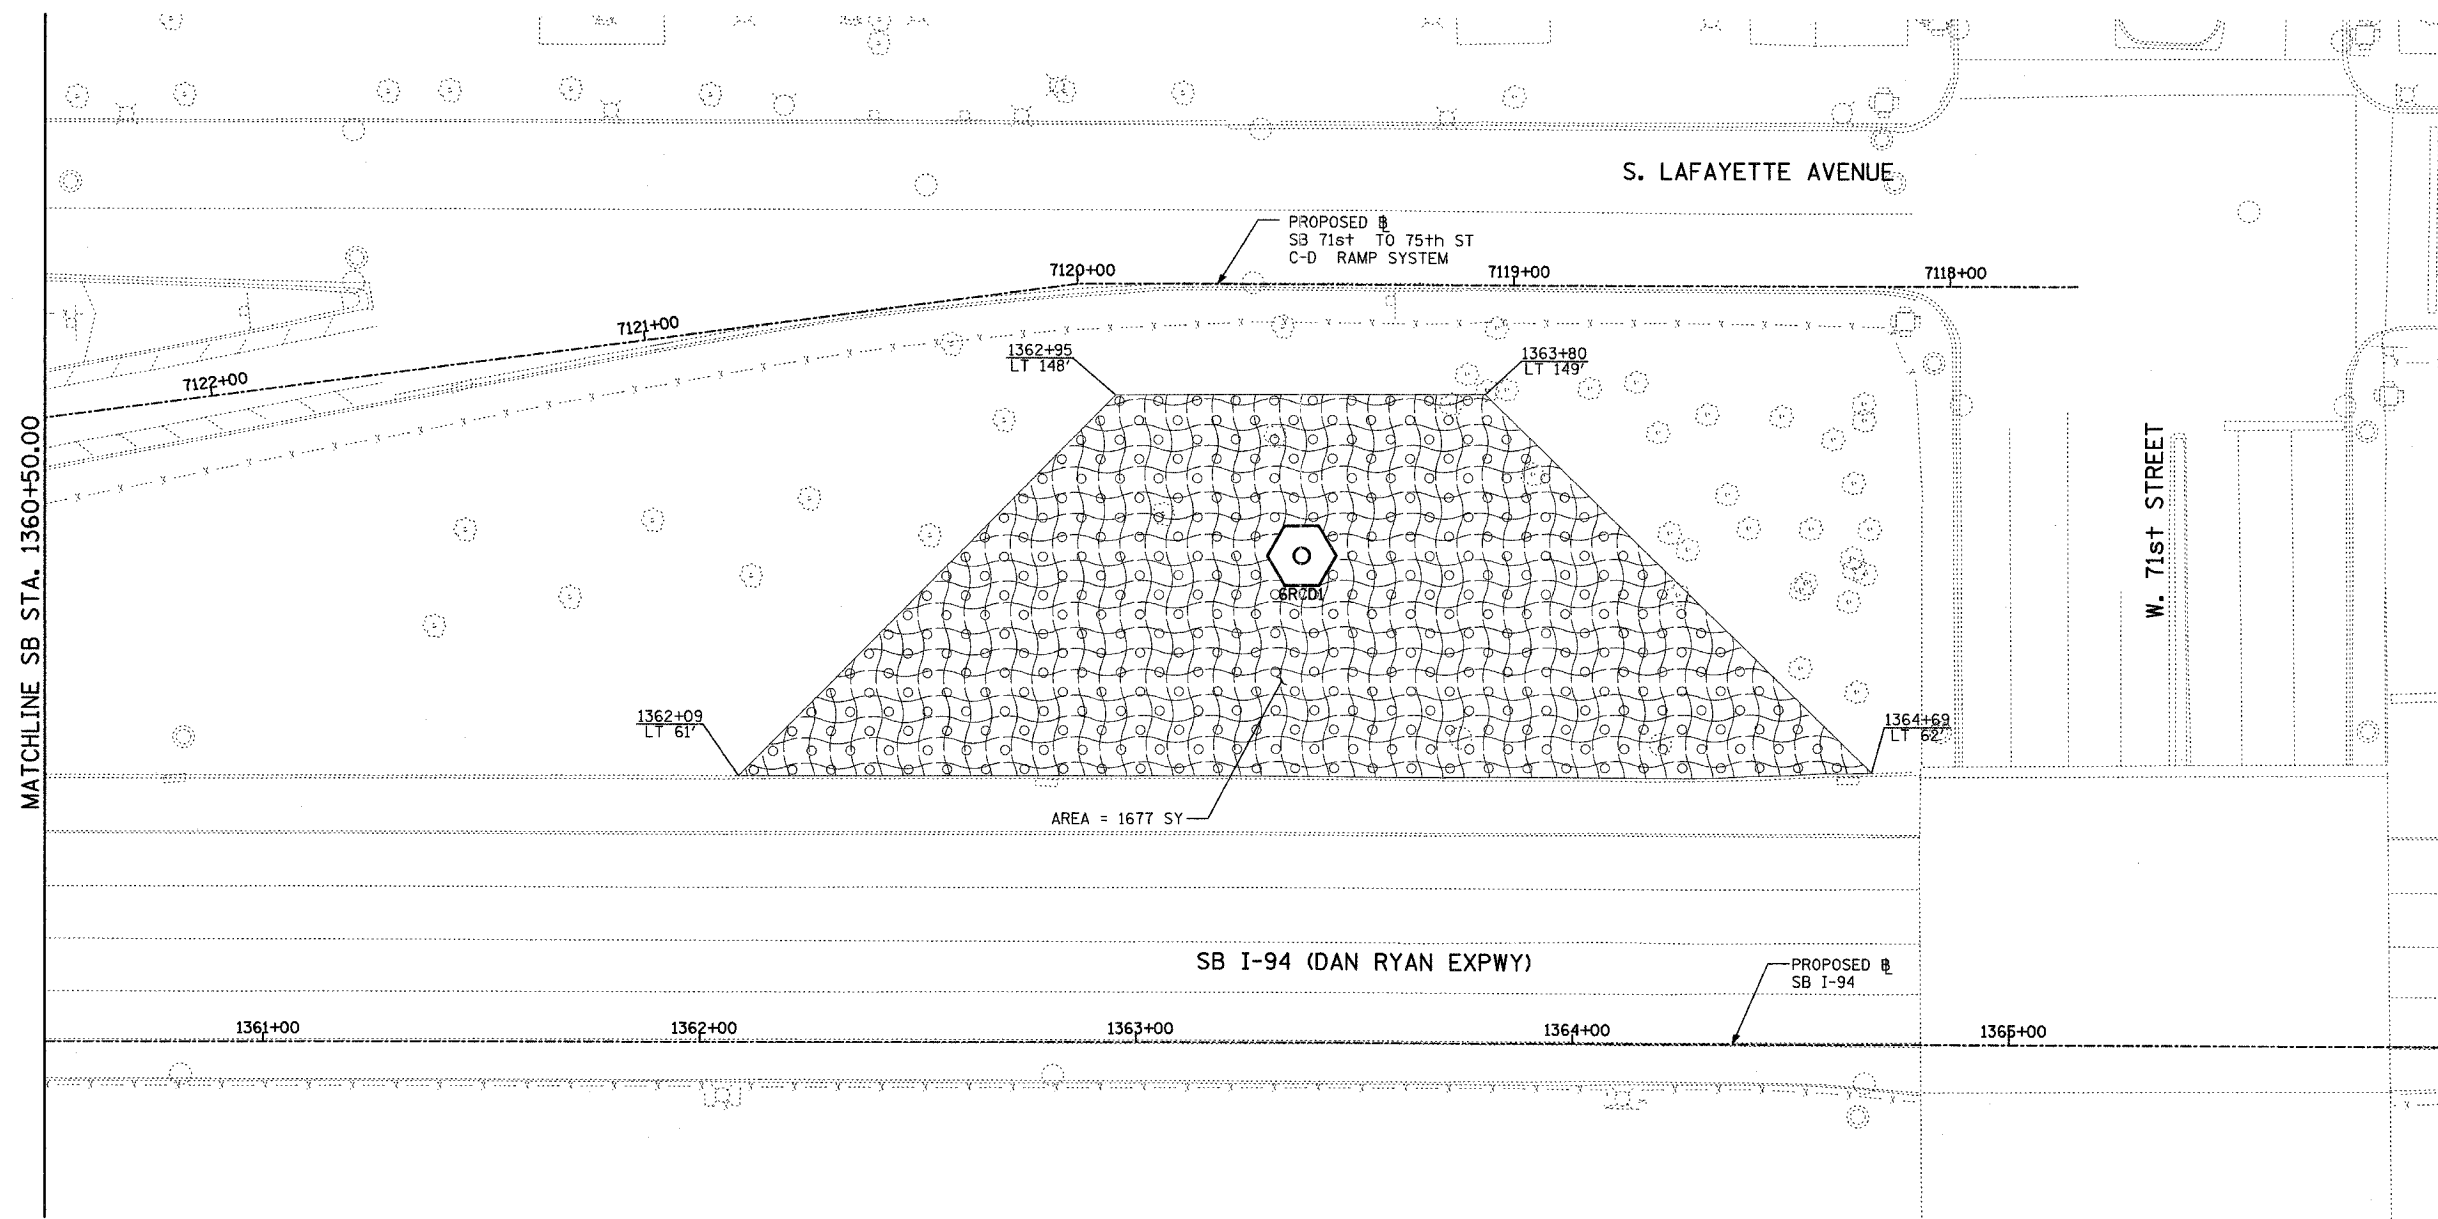 S. LAFAYETTE AVENUE
PROPOSED ℄
SB 71st TO 75th ST
C-D RAMP SYSTEM
7120+00
7119+00
7118+00
7121+00
7122+00
1362+95
LT 148'
1363+80
LT 149'
MATCHLINE SB STA. 1360+50.00
W. 71st STREET
1362+09
LT 61'
1364+69
LT 62'
AREA = 1677 SY
SB I-94 (DAN RYAN EXPWY)
PROPOSED ℄
SB I-94
1361+00
1362+00
1363+00
1364+00
1365+00